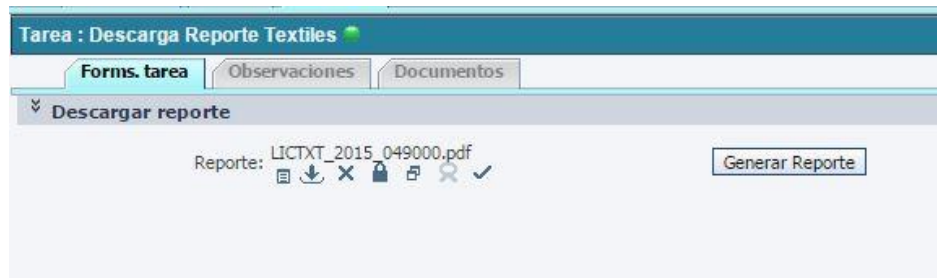 Tarea : Descarga Reporte Textiles
Forms. tarea
Observaciones
Documentos
Descargar reporte
Reporte: LICTXT_2015_049000.pdf
Generar Reporte